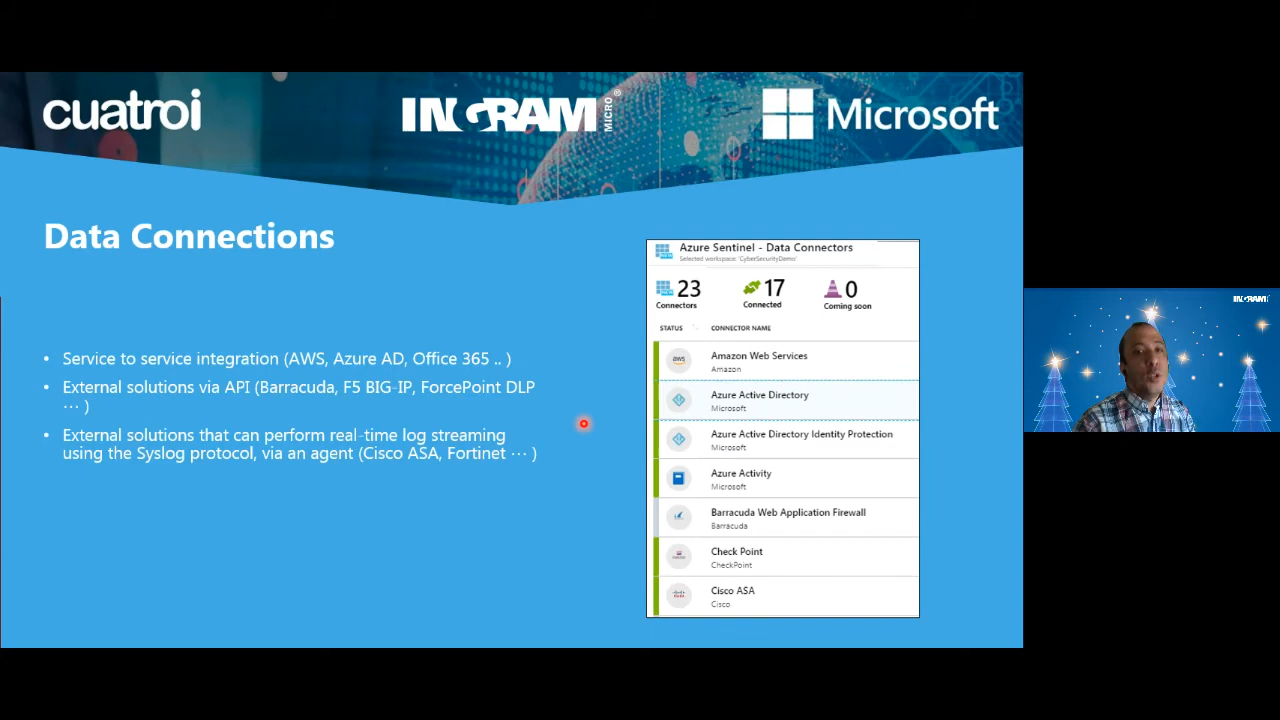 cuatroi
INGRAM MICRO®
Microsoft
Data Connections
• Service to service integration (AWS, Azure AD, Office 365 .. )
• External solutions via API (Barracuda, F5 BIG-IP, ForcePoint DLP
⋯ )
• External solutions that can perform real-time log streaming
using the Syslog protocol, via an agent (Cisco ASA, Fortinet ⋯ )
Azure Sentinel - Data Connectors
Selected workspace: 'CyberSecurityDemo'
23 17 0
Connectors Connected Coming soon
STATUS CONNECTOR NAME
aws Amazon Web Services
Amazon
Azure Active Directory
Microsoft
Azure Active Directory Identity Protection
Microsoft
Azure Activity
Microsoft
Barracuda Web Application Firewall
Barracuda
Check Point
CheckPoint
Cisco ASA
Cisco
INGRAM